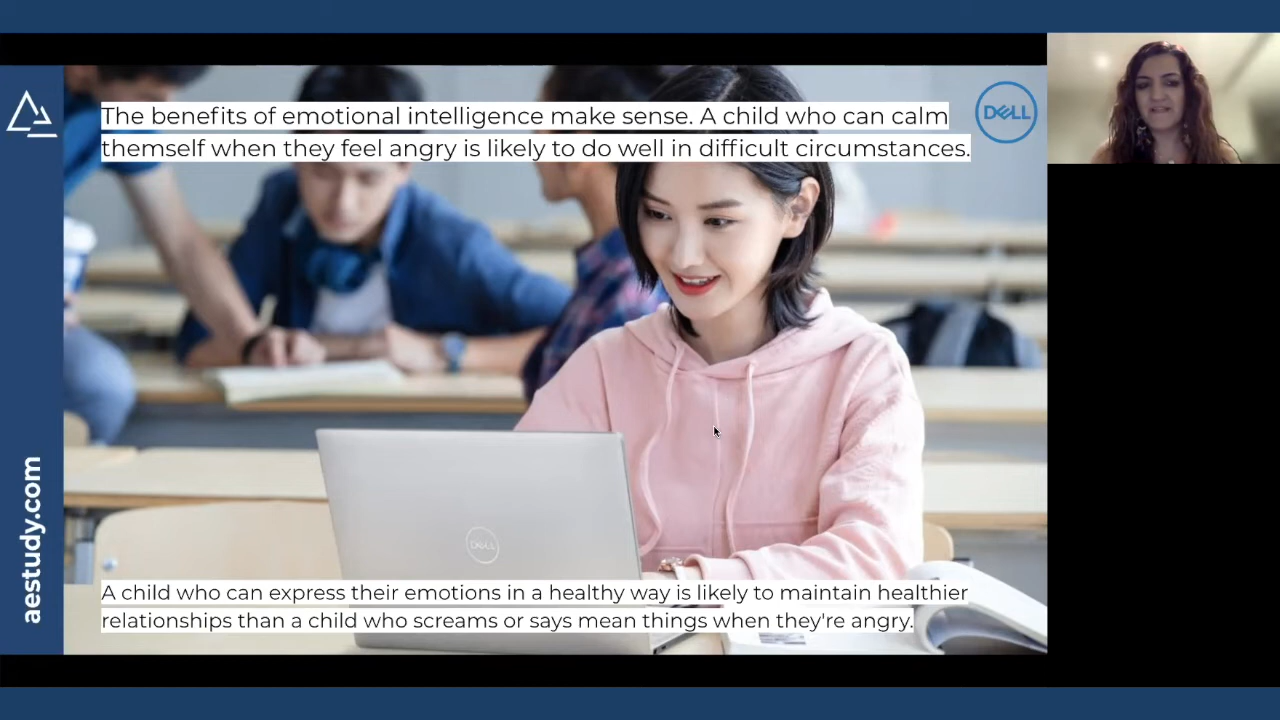 The benefits of emotional intelligence make sense. A child who can calm
themself when they feel angry is likely to do well in difficult circumstances.
DELL
aestudy.com
DELL
A child who can express their emotions in a healthy way is likely to maintain healthier
relationships than a child who screams or says mean things when they're angry.